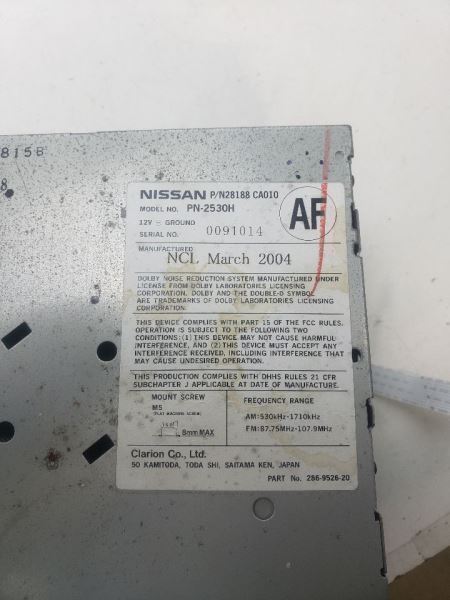 815B
8
NISSAN P/N28188 CA010
AF
MODEL NO. PN-2530H
12V ⎓ GROUND
SERIAL NO. 0091014
MANUFACTURED
NCL March 2004
DOLBY NOISE REDUCTION SYSTEM MANUFACTURED UNDER
LICENSE FROM DOLBY LABORATORIES LICENSING
CORPORATION. DOLBY AND THE DOUBLE-D SYMBOL
ARE TRADEMARKS OF DOLBY LABORATORIES LICENSING
CORPORATION.
THIS DEVICE COMPLIES WITH PART 15 OF THE FCC RULES.
OPERATION IS SUBJECT TO THE FOLLOWING TWO
CONDITIONS: (1) THIS DEVICE MAY NOT CAUSE HARMFUL
INTERFERENCE, AND (2) THIS DEVICE MUST ACCEPT ANY
INTERFERENCE RECEIVED, INCLUDING INTERFERENCE
THAT MAY CAUSE UNDESIRED OPERATION.
THIS PRODUCTION COMPLIES WITH DHHS RULES 21 CFR
SUBCHAPTER J APPLICABLE AT DATE OF MANUFACTURE.
MOUNT SCREW
M5
(FLAT MACHINE SCREW)
8mm MAX
FREQUENCY RANGE
AM:530kHz-1710kHz
FM:87.75MHz-107.9MHz
Clarion Co., Ltd.
50 KAMITODA, TODA SHI, SAITAMA KEN, JAPAN
PART No. 286-9526-20